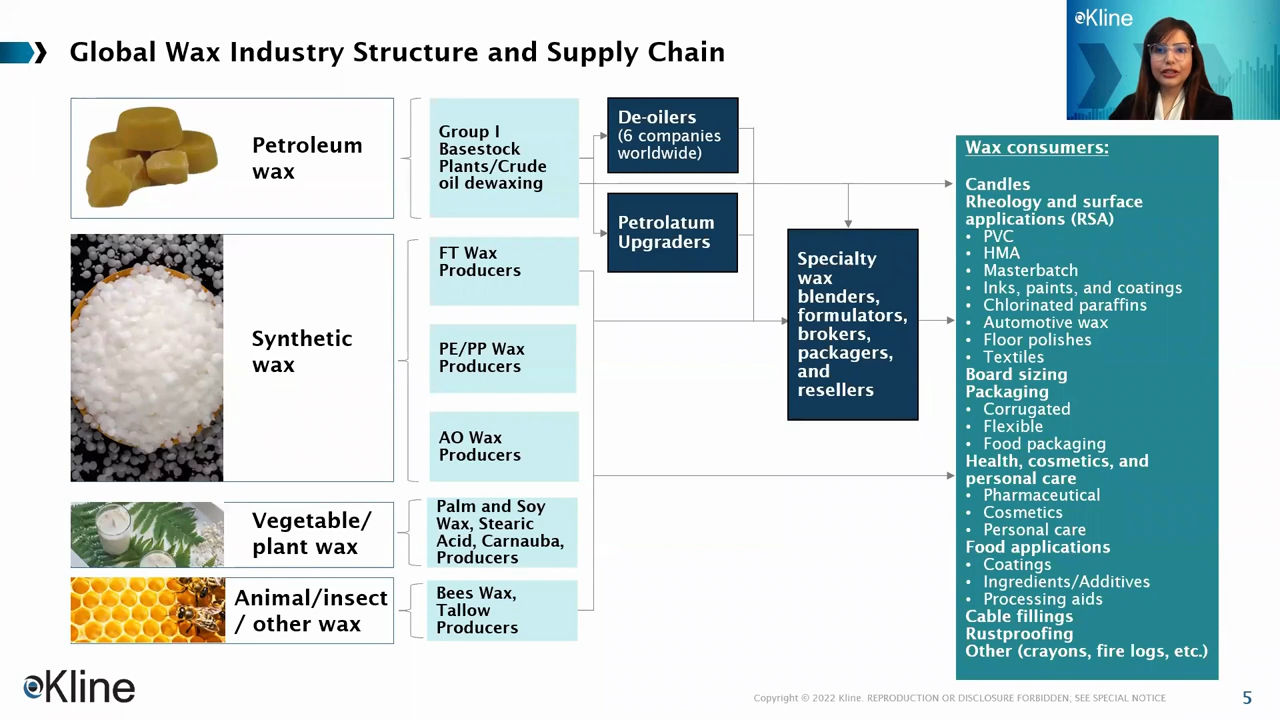 Global Wax Industry Structure and Supply Chain
Kline
Petroleum
wax
Group I
Basestock
Plants/Crude
oil dewaxing
De-oilers
(6 companies
worldwide)
Petrolatum
Upgraders
Synthetic
wax
FT Wax
Producers
PE/PP Wax
Producers
AO Wax
Producers
Vegetable/
plant wax
Palm and Soy
Wax, Stearic
Acid, Carnauba,
Producers
Animal/insect
/ other wax
Bees Wax,
Tallow
Producers
Specialty
wax
blenders,
formulators,
brokers,
packagers,
and
resellers
Wax consumers:
Candles
Rheology and surface
applications (RSA)
• PVC
• HMA
• Masterbatch
• Inks, paints, and coatings
• Chlorinated paraffins
• Automotive wax
• Floor polishes
• Textiles
Board sizing
Packaging
• Corrugated
• Flexible
• Food packaging
Health, cosmetics, and
personal care
• Pharmaceutical
• Cosmetics
• Personal care
Food applications
• Coatings
• Ingredients/Additives
• Processing aids
Cable fillings
Rustproofing
Other (crayons, fire logs, etc.)
Kline
Copyright © 2022 Kline. REPRODUCTION OR DISCLOSURE FORBIDDEN; SEE SPECIAL NOTICE
5